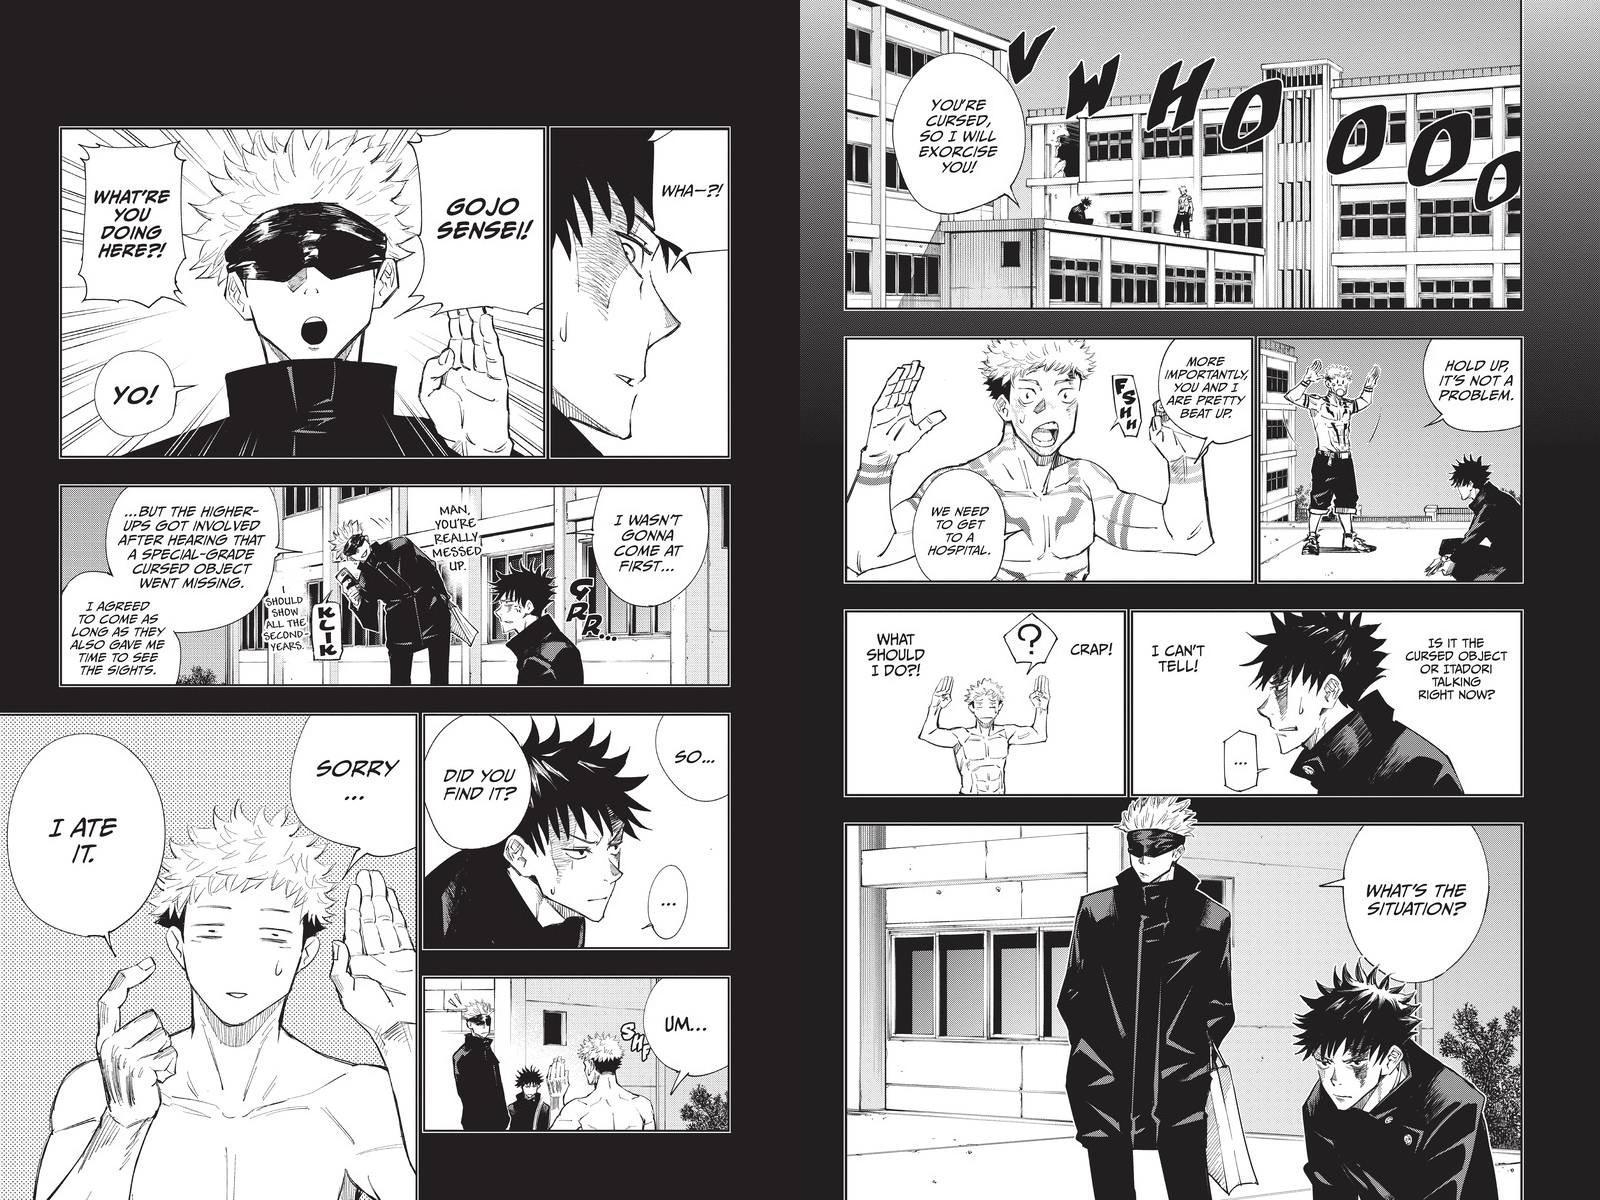 YOU'RE
CURSED,
SO I WILL
EXORCISE
YOU!
VWHOOOO
HOLD UP,
IT'S NOT A
PROBLEM.
MORE
IMPORTANTLY,
YOU AND I
ARE PRETTY
BEAT UP.
FSHH
WE NEED
TO GET
TO A
HOSPITAL.
IS IT THE
CURSED OBJECT
OR ITADORI
TALKING
RIGHT NOW?
I CAN'T
TELL!
...
CRAP!
?
WHAT
SHOULD
I DO?!
WHAT'S THE
SITUATION?
WHA—?!
GOJO
SENSEI!
WHAT'RE
YOU
DOING
HERE?!
YO!
I WASN'T
GONNA
COME AT
FIRST...
GRR...
MAN,
YOU'RE
REALLY
MESSED
UP.
KLIK
I
SHOULD
SHOW
ALL THE
SECOND-
YEARS.
...BUT THE HIGHER-
UPS GOT INVOLVED
AFTER HEARING THAT
A SPECIAL-GRADE
CURSED OBJECT
WENT MISSING.
I AGREED
TO COME AS
LONG AS THEY
ALSO GAVE ME
TIME TO SEE
THE SIGHTS.
SO...
DID YOU
FIND IT?
...
UM...
SHF
SORRY
...
I ATE
IT.